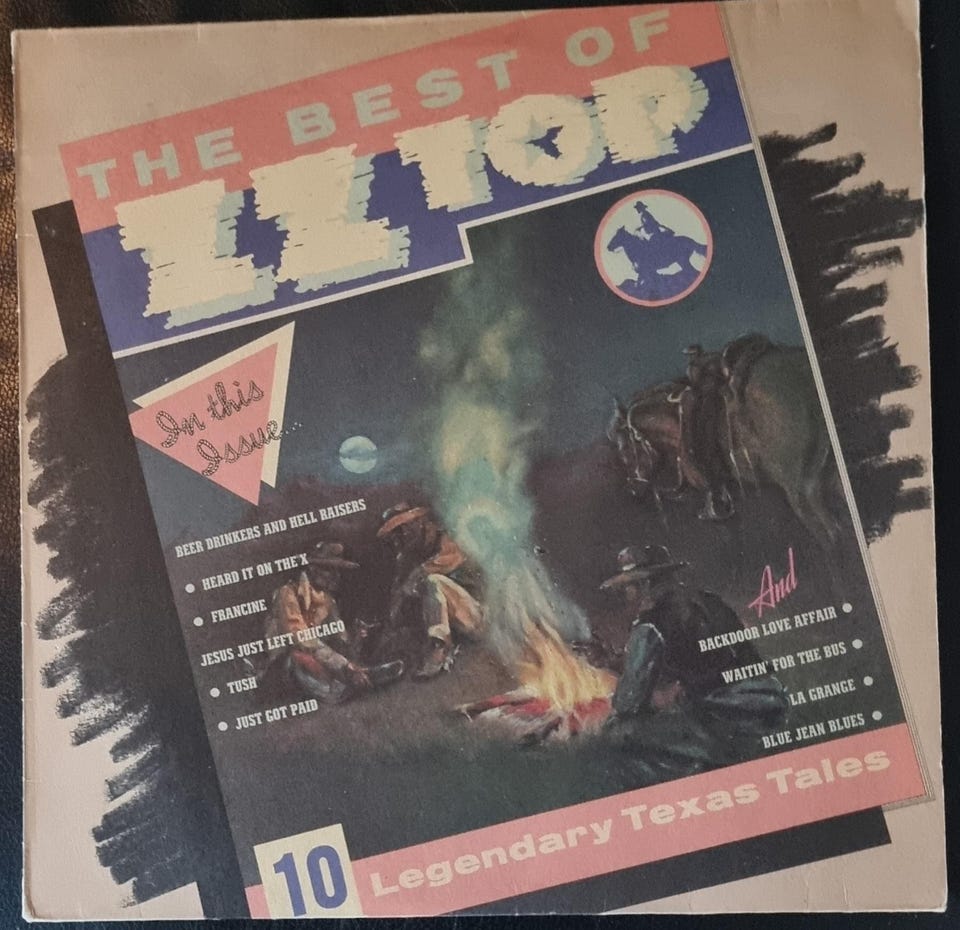 THE BEST OF
ZZ TOP
In this
Issue...
BEER DRINKERS AND HELL RAISERS
• HEARD IT ON THE X
• FRANCINE
JESUS JUST LEFT CHICAGO
• TUSH
• JUST GOT PAID
And
BACKDOOR LOVE AFFAIR •
WAITIN' FOR THE BUS •
LA GRANGE •
BLUE JEAN BLUES •
10 Legendary Texas Tales